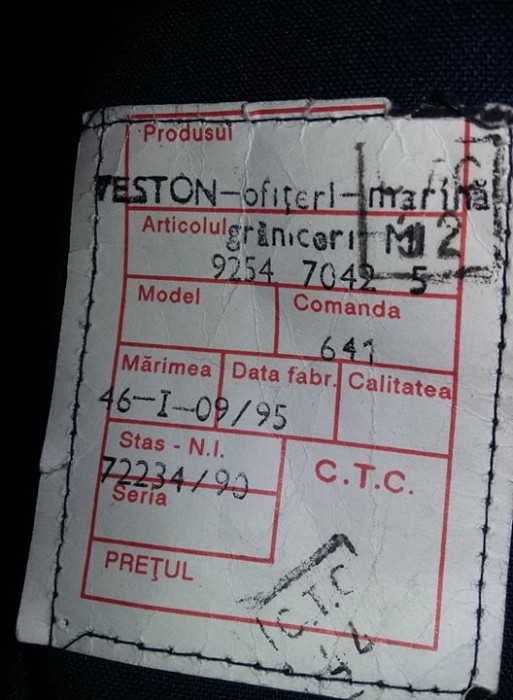 Produsul
VESTON-ofiţeri-marină
Articolul grăniceri M 2
9254 7042 5
Model Comanda
641
Mărimea Data fabr. Calitatea
46-I-09/95
Stas - N.I. C.T.C.
72234/90
Seria
PREŢUL
C.T.C